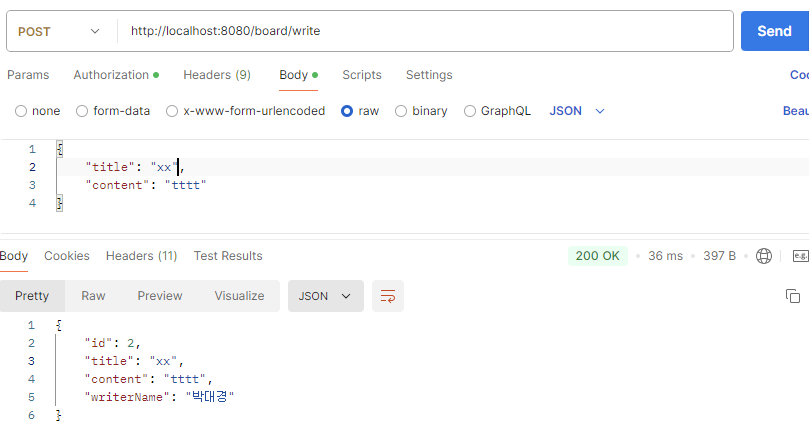 POST http://localhost:8080/board/write Send
Params Authorization Headers (9) Body Scripts Settings Coo
none form-data x-www-form-urlencoded raw binary GraphQL JSON Beau
1 {
2 "title": "xx",
3 "content": "tttt"
4 }
Body Cookies Headers (11) Test Results 200 OK 36 ms 397 B e.g.
Pretty Raw Preview Visualize JSON
1 {
2 "id": 2,
3 "title": "xx",
4 "content": "tttt",
5 "writerName": "박대경"
6 }